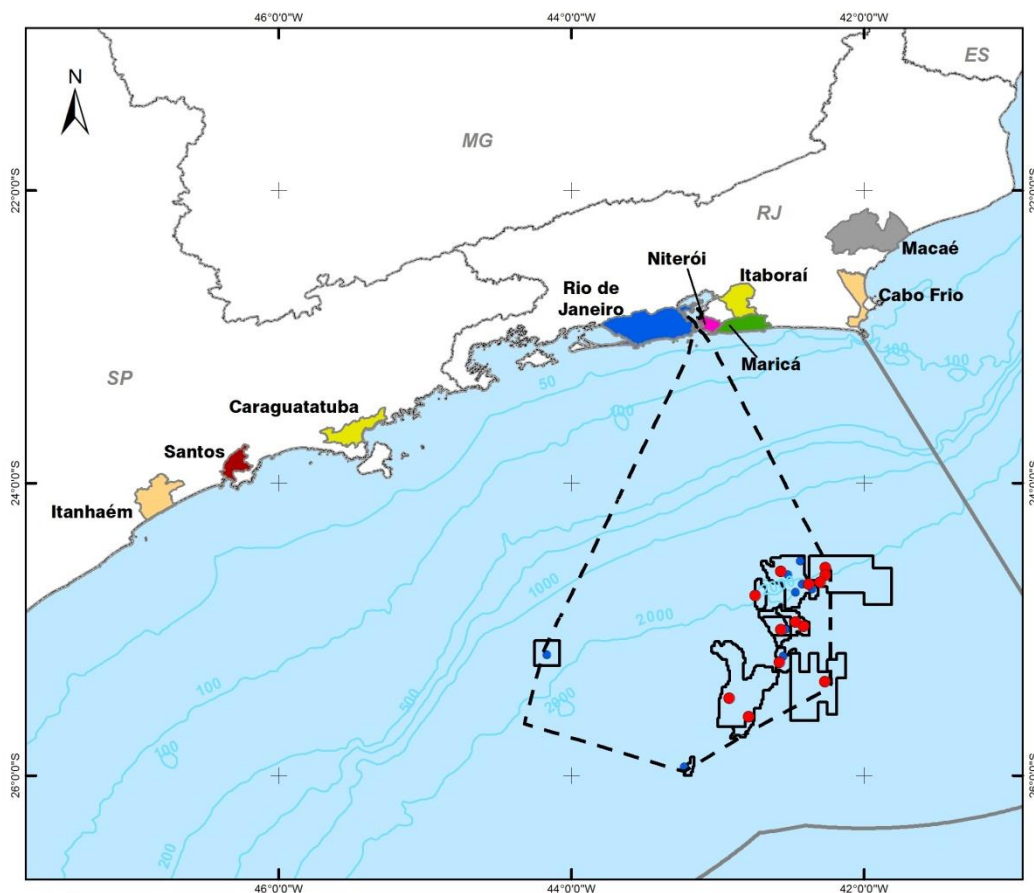 46°0'0"W
44°0'0"W
42°0'0"W
ES
N
MG
22°0'0"S
22°0'0"S
RJ
Macaé
Niterói
Itaboraí
Rio de
Janeiro
Cabo Frio
100
100
Maricá
50
SP
100
Caraguatatuba
Santos
24°0'0"S
24°0'0"S
Itanhaém
1000
2000
100
500
2000
100
26°0'0"S
26°0'0"S
200
46°0'0"W
44°0'0"W
42°0'0"W